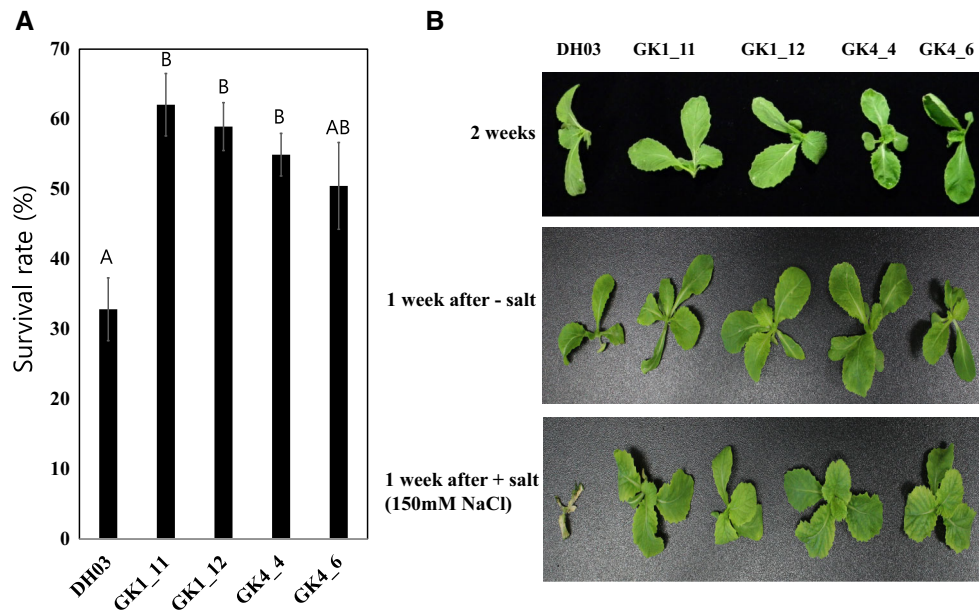 A
Survival rate (%)
70
60
50
40
30
20
10
0
A
B
B
B
AB
DH03
GK1_11
GK1_12
GK4_4
GK4_6
B
DH03 GK1_11 GK1_12 GK4_4 GK4_6
2 weeks
1 week after - salt
1 week after + salt
(150mM NaCl)